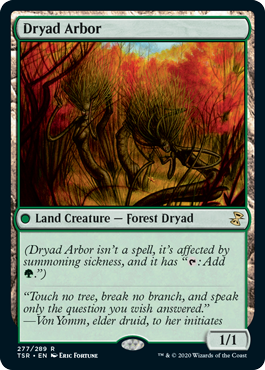 Dryad Arbor
Land Creature — Forest Dryad
(Dryad Arbor isn't a spell, it's affected by
summoning sickness, and it has “: Add
.”)
“Touch no tree, break no branch, and speak
only the question you wish answered.”
—Von Yomm, elder druid, to her initiates
1/1
277/289 R
TSR • EN Eric Fortune
™ & © 2020 Wizards of the Coast